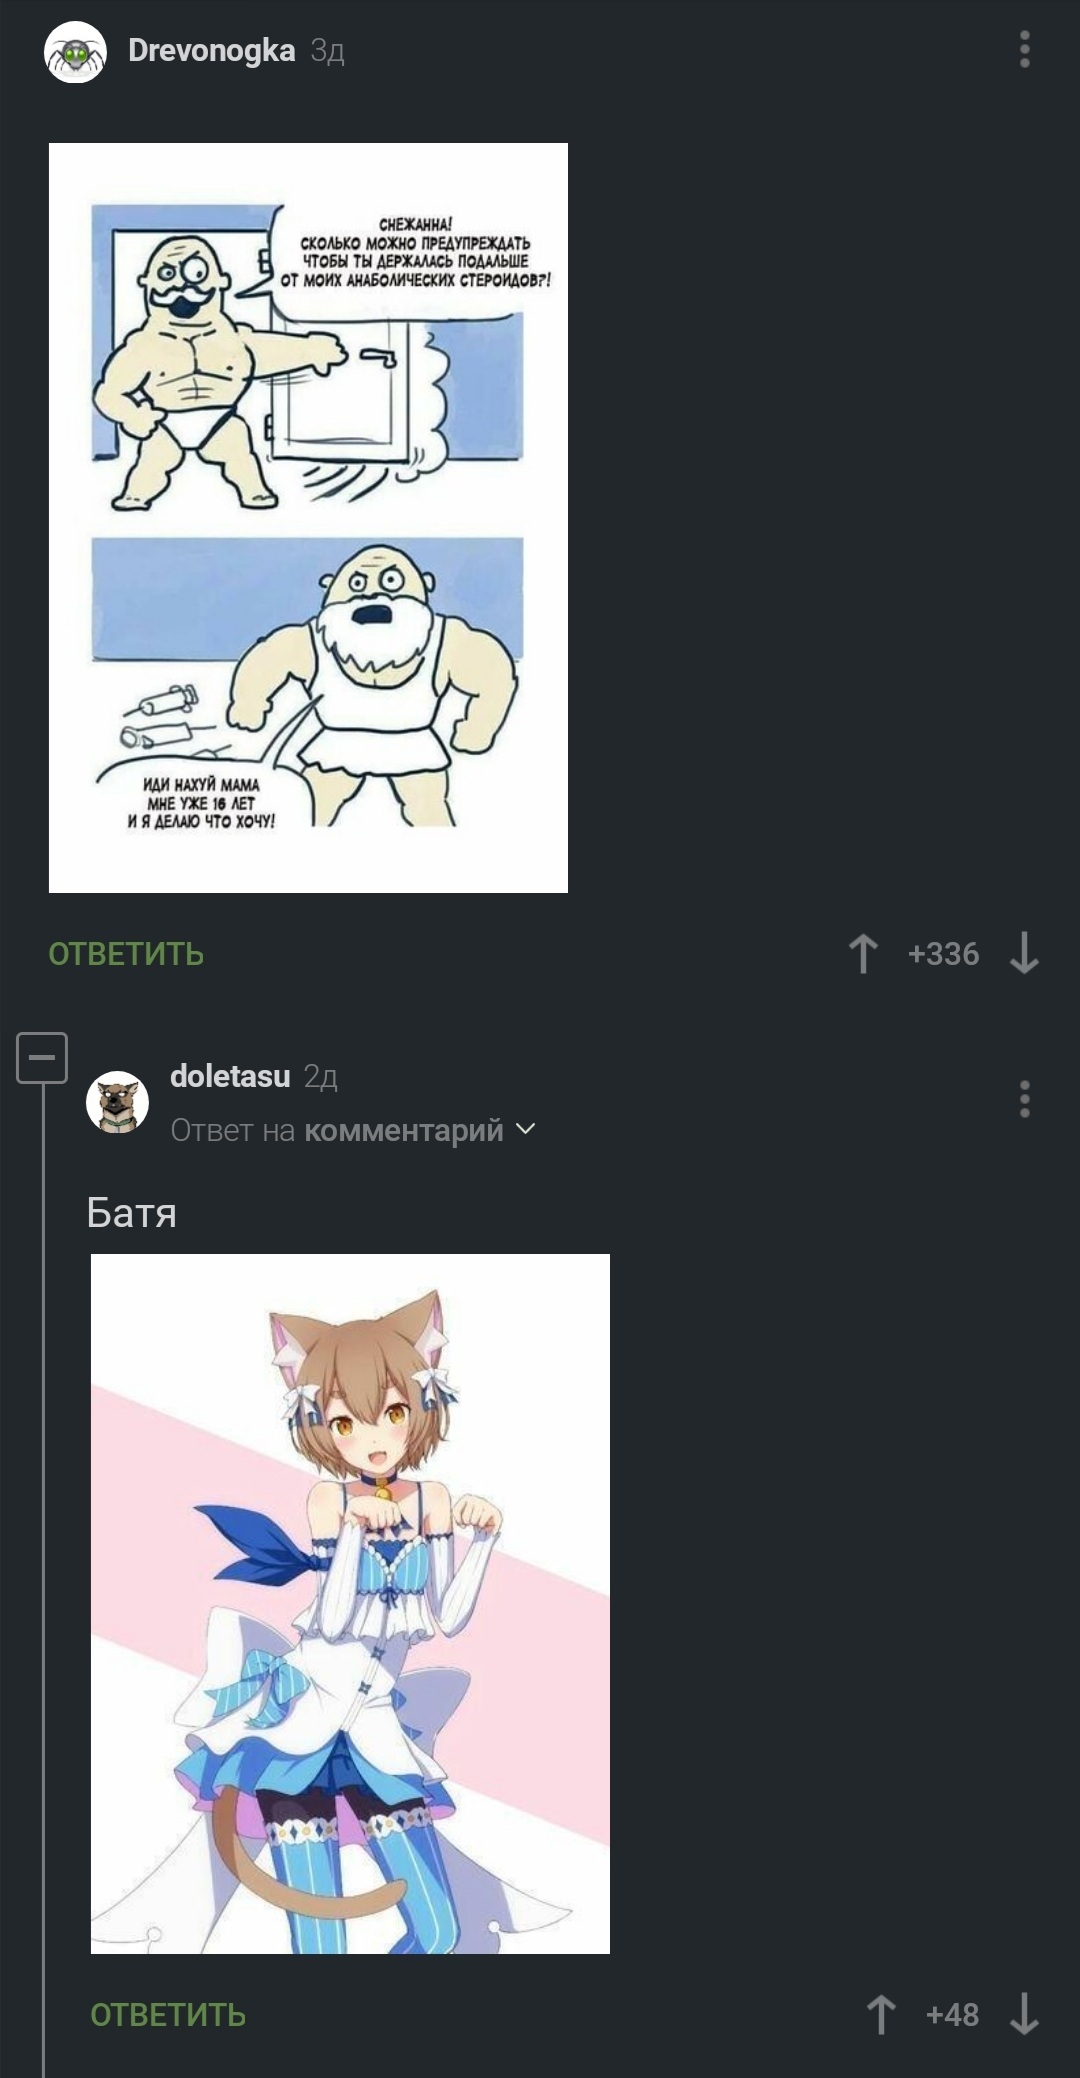 Drevonogka 3д
СНЕЖАННА!
СКОЛЬКО МОЖНО ПРЕДУПРЕЖДАТЬ
ЧТОБЫ ТЫ ДЕРЖАЛАСЬ ПОДАЛЬШЕ
ОТ МОИХ АНАБОЛИЧЕСКИХ СТЕРОИДОВ?!
ИДИ НАХУЙ МАМА
МНЕ УЖЕ 16 ЛЕТ
И Я ДЕЛАЮ ЧТО ХОЧУ!
ОТВЕТИТЬ +336
doletasu 2д
Ответ на комментарий
Батя
ОТВЕТИТЬ +48